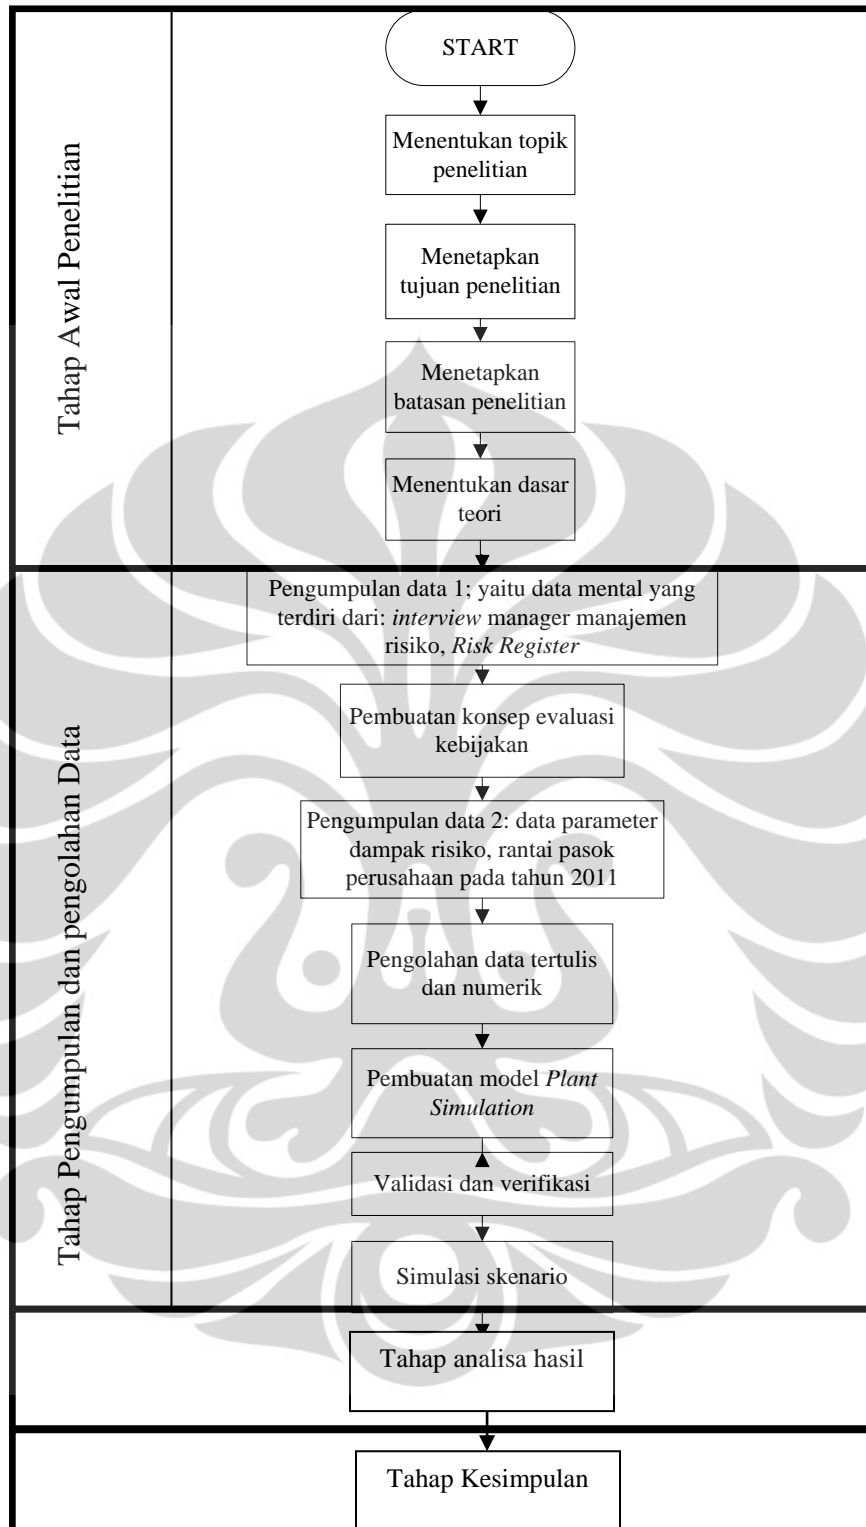 Tahap Awal Penelitian
START
Menentukan topik
penelitian
Menetapkan
tujuan penelitian
Menetapkan
batasan penelitian
Menentukan dasar
teori
Tahap Pengumpulan dan pengolahan Data
Pengumpulan data 1; yaitu data mental yang
terdiri dari: interview manager manajemen
risiko, Risk Register
Pembuatan konsep evaluasi
kebijakan
Pengumpulan data 2: data parameter
dampak risiko, rantai pasok
perusahaan pada tahun 2011
Pengolahan data tertulis
dan numerik
Pembuatan model Plant
Simulation
Validasi dan verifikasi
Simulasi skenario
Tahap analisa hasil
Tahap Kesimpulan